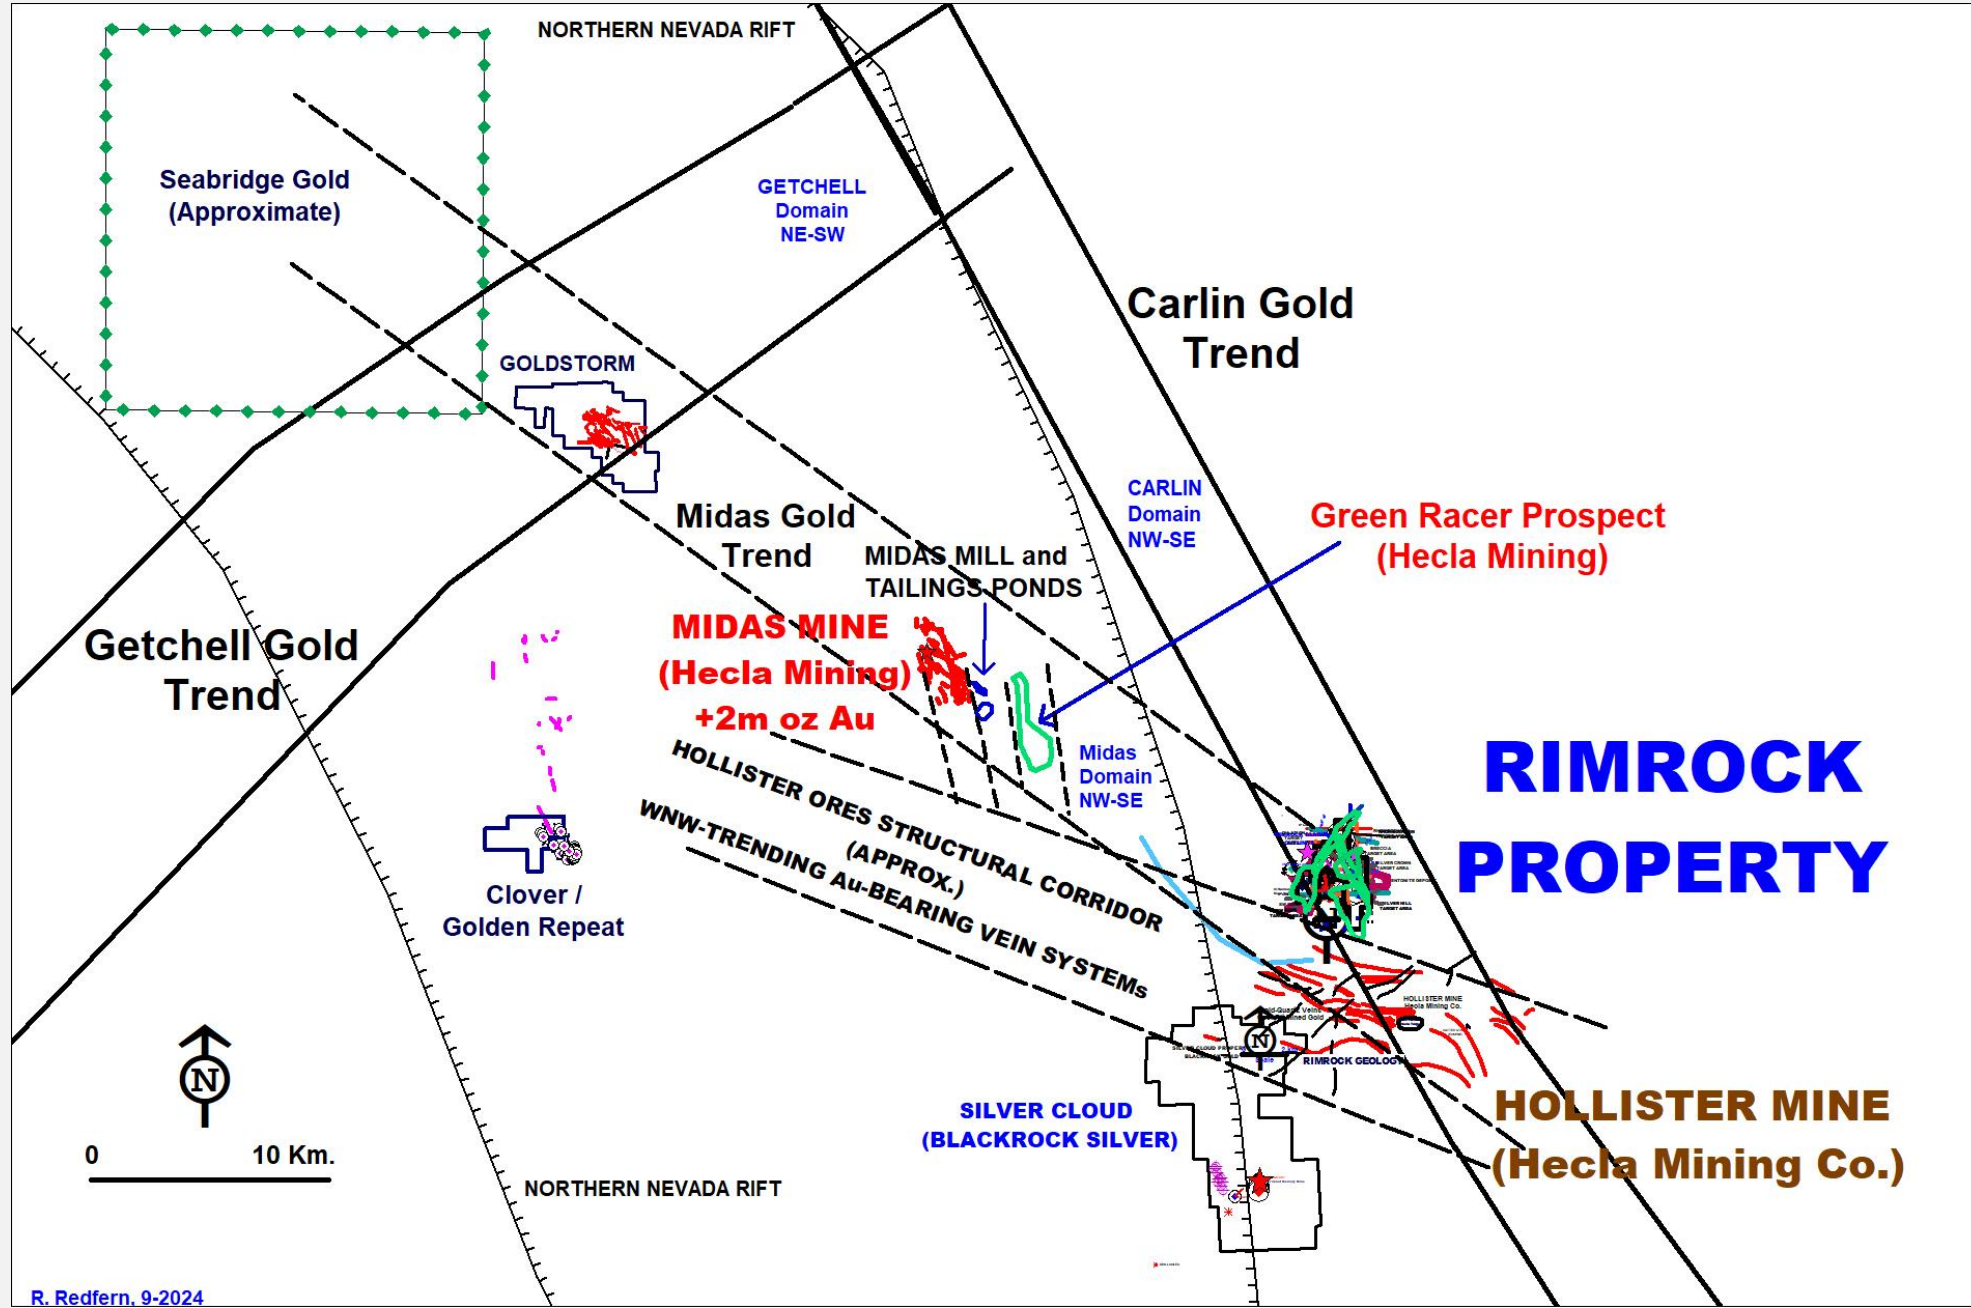 NORTHERN NEVADA RIFT
Seabridge Gold
(Approximate)
GETCHELL
Domain
NE-SW
Carlin Gold
Trend
GOLDSTORM
CARLIN
Domain
NW-SE
Green Racer Prospect
(Hecla Mining)
Midas Gold
Trend
MIDAS MILL and
TAILINGS PONDS
Getchell Gold
Trend
MIDAS MINE
(Hecla Mining)
+2m oz Au
Midas
Domain
NW-SE
RIMROCK
PROPERTY
HOLLISTER ORES STRUCTURAL CORRIDOR
(APPROX.)
WNW-TRENDING Au-BEARING VEIN SYSTEMs
Clover /
Golden Repeat
HOLLISTER MINE
Hecla Mining Co.
RIMROCK GEOLOGY
N
N
SILVER CLOUD
(BLACKROCK SILVER)
HOLLISTER MINE
(Hecla Mining Co.)
0 10 Km.
NORTHERN NEVADA RIFT
R. Redfern, 9-2024